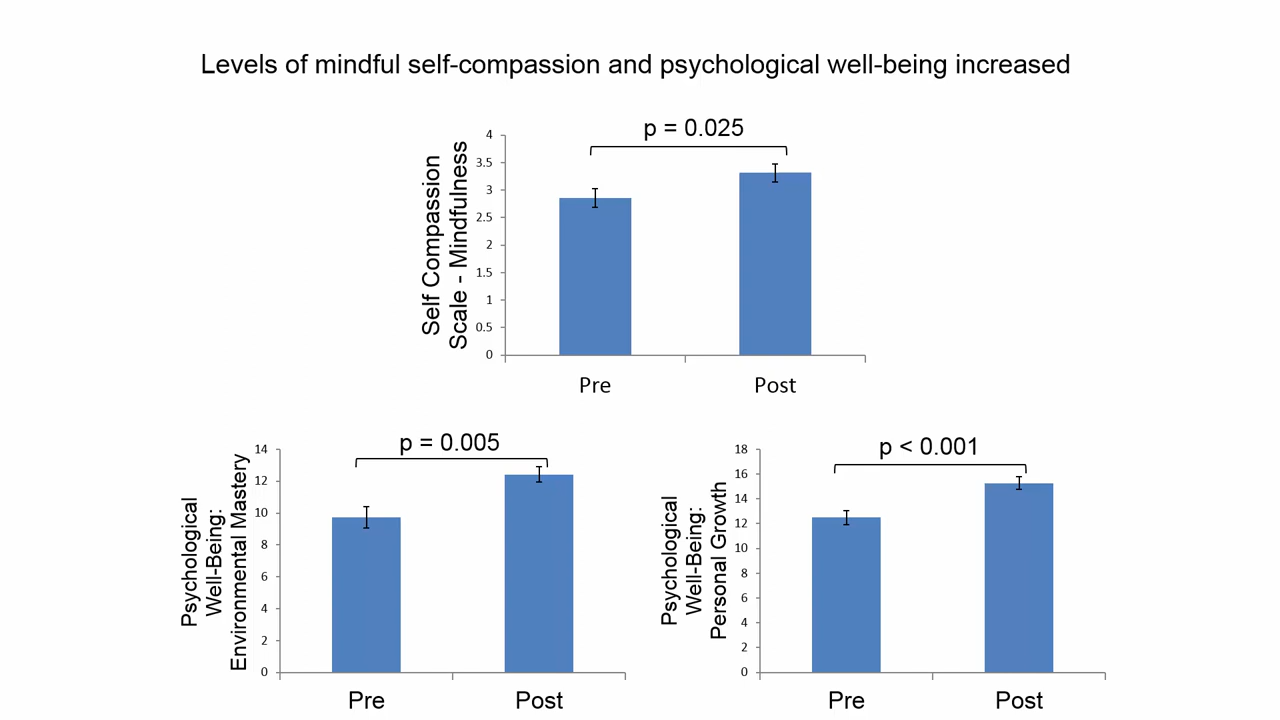 Levels of mindful self-compassion and psychological well-being increased
p = 0.025
Self Compassion
Scale - Mindfulness
4
3.5
3
2.5
2
1.5
1
0.5
0
Pre
Post
p = 0.005
Psychological
Well-Being:
Environmental Mastery
14
12
10
8
6
4
2
0
Pre
Post
p < 0.001
Psychological
Well-Being:
Personal Growth
18
16
14
12
10
8
6
4
2
0
Pre
Post